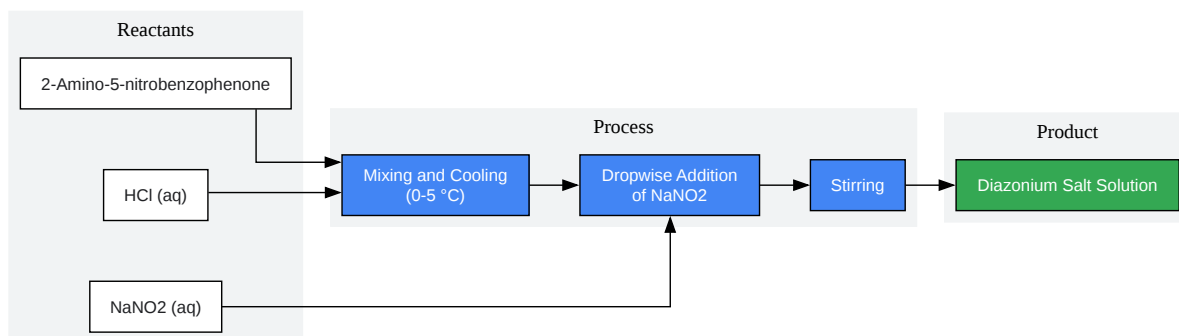 Reactants
2-Amino-5-nitrobenzophenone
HCl (aq)
NaNO2 (aq)
Process
Mixing and Cooling
(0-5 °C)
Dropwise Addition
of NaNO2
Stirring
Product
Diazonium Salt Solution